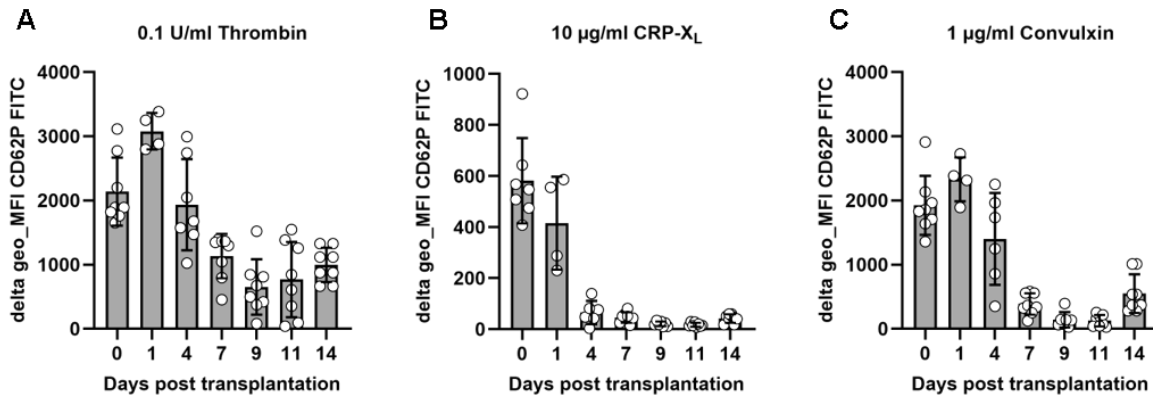 A
0.1 U/ml Thrombin
delta geo_MFI CD62P FITC
4000
3000
2000
1000
0
0 1 4 7 9 11 14
Days post transplantation
B
10 µg/ml CRP-XL
delta geo_MFI CD62P FITC
1000
800
600
400
200
0
0 1 4 7 9 11 14
Days post transplantation
C
1 µg/ml Convulxin
delta geo_MFI CD62P FITC
4000
3000
2000
1000
0
0 1 4 7 9 11 14
Days post transplantation